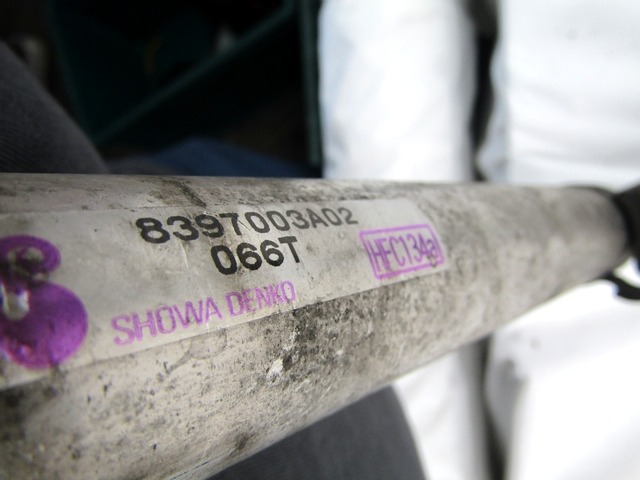 8397003A02
066T
HFC134a
SHOWA DENKO